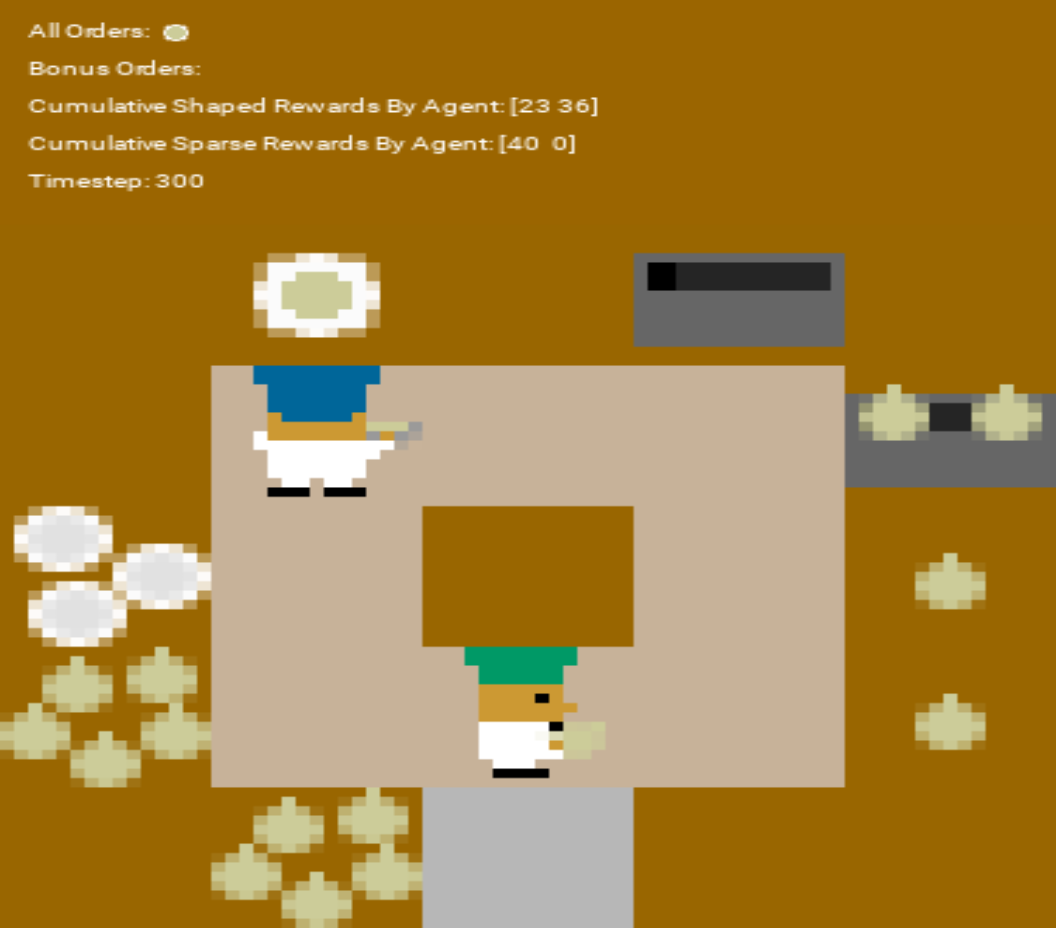 All Orders:
Bonus Orders:
Cumulative Shaped Rewards By Agent: [23 36]
Cumulative Sparse Rewards By Agent: [40  0]
Timestep: 300